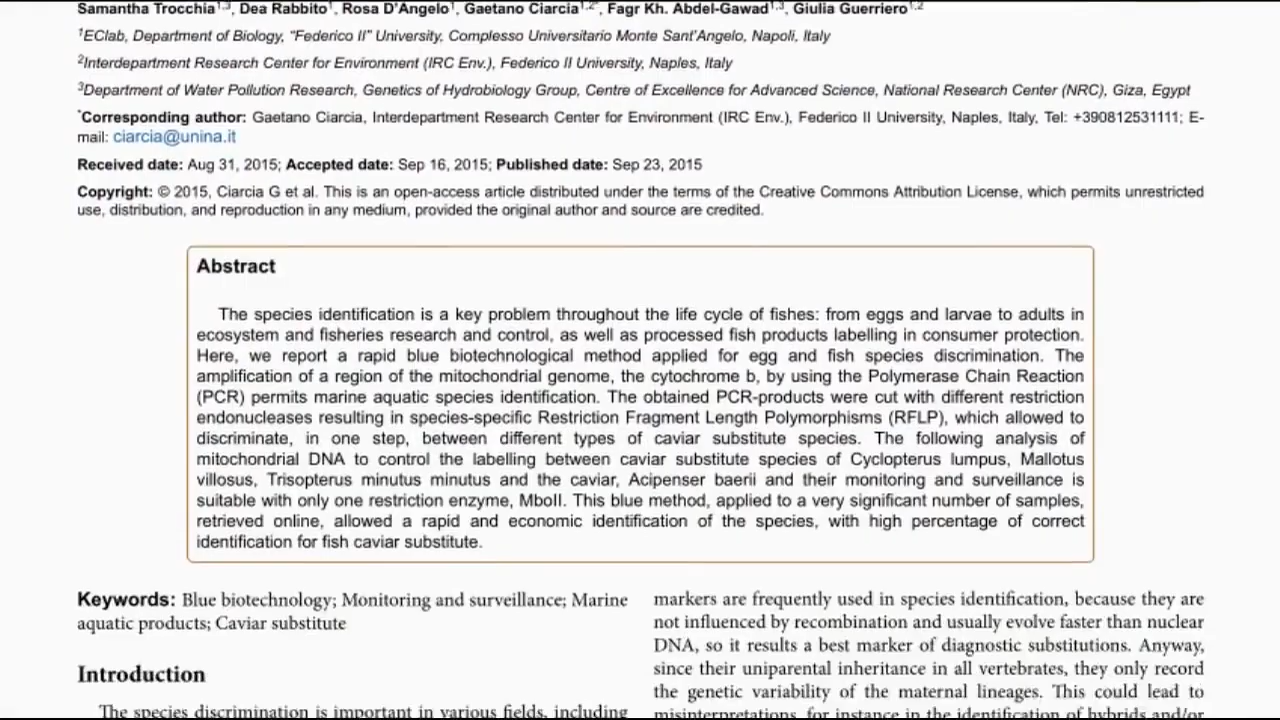 Samantha Trocchia1,3, Dea Rabbito1, Rosa D'Angelo1, Gaetano Ciarcia1,2*, Fagr Kh. Abdel-Gawad1,3, Giulia Guerriero1,2
1EClab, Department of Biology, "Federico II" University, Complesso Universitario Monte Sant'Angelo, Napoli, Italy
2Interdepartment Research Center for Environment (IRC Env.), Federico II University, Naples, Italy
3Department of Water Pollution Research, Genetics of Hydrobiology Group, Centre of Excellence for Advanced Science, National Research Center (NRC), Giza, Egypt
*Corresponding author: Gaetano Ciarcia, Interdepartment Research Center for Environment (IRC Env.), Federico II University, Naples, Italy, Tel: +390812531111; E-
mail: ciarcia@unina.it
Received date: Aug 31, 2015; Accepted date: Sep 16, 2015; Published date: Sep 23, 2015
Copyright: © 2015, Ciarcia G et al. This is an open-access article distributed under the terms of the Creative Commons Attribution License, which permits unrestricted
use, distribution, and reproduction in any medium, provided the original author and source are credited.
Abstract
The species identification is a key problem throughout the life cycle of fishes: from eggs and larvae to adults in
ecosystem and fisheries research and control, as well as processed fish products labelling in consumer protection.
Here, we report a rapid blue biotechnological method applied for egg and fish species discrimination. The
amplification of a region of the mitochondrial genome, the cytochrome b, by using the Polymerase Chain Reaction
(PCR) permits marine aquatic species identification. The obtained PCR-products were cut with different restriction
endonucleases resulting in species-specific Restriction Fragment Length Polymorphisms (RFLP), which allowed to
discriminate, in one step, between different types of caviar substitute species. The following analysis of
mitochondrial DNA to control the labelling between caviar substitute species of Cyclopterus lumpus, Mallotus
villosus, Trisopterus minutus minutus and the caviar, Acipenser baerii and their monitoring and surveillance is
suitable with only one restriction enzyme, MboII. This blue method, applied to a very significant number of samples,
retrieved online, allowed a rapid and economic identification of the species, with high percentage of correct
identification for fish caviar substitute.
Keywords: Blue biotechnology; Monitoring and surveillance; Marine
aquatic products; Caviar substitute
Introduction
The species discrimination is important in various fields, including
markers are frequently used in species identification, because they are
not influenced by recombination and usually evolve faster than nuclear
DNA, so it results a best marker of diagnostic substitutions. Anyway,
since their uniparental inheritance in all vertebrates, they only record
the genetic variability of the maternal lineages. This could lead to
misinterpretations, for instance in the identification of hybrids and/or